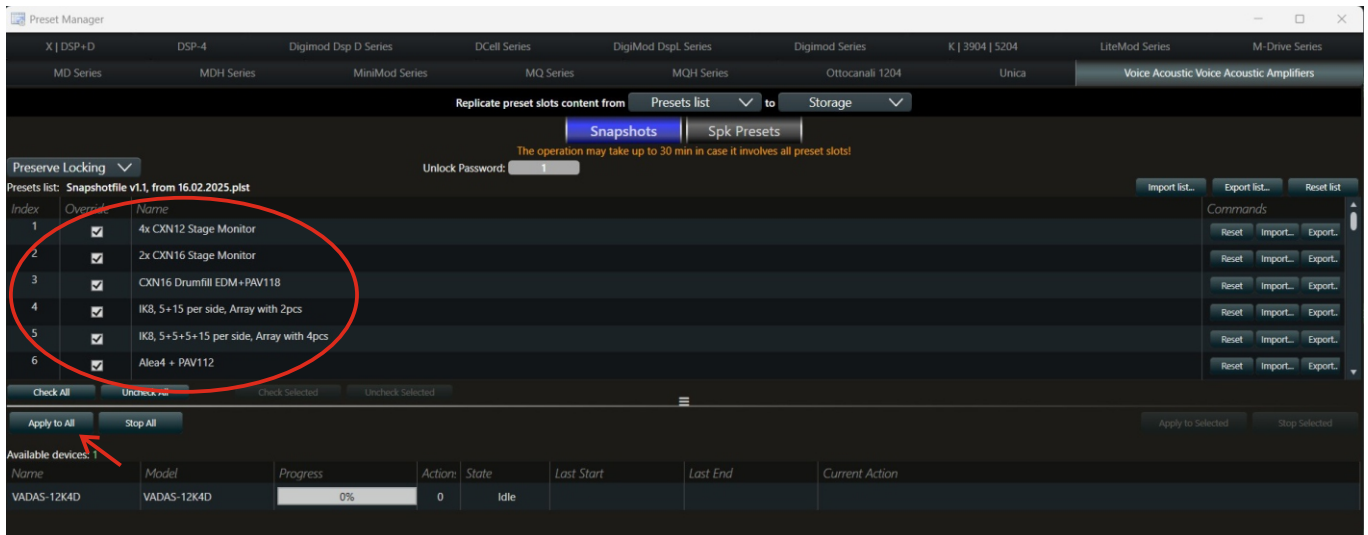 Preset Manager
X | DSP+D DSP-4 Digimod Dsp D Series DCell Series DigiMod DspL Series Digimod Series K | 3904 | 5204 LiteMod Series M-Drive Series
MD Series MDH Series MiniMod Series MQ Series MQH Series Ottocanali 1204 Unica Voice Acoustic Voice Acoustic Amplifiers
Replicate preset slots content from Presets list to Storage
Snapshots Spk Presets
The operation may take up to 30 min in case it involves all preset slots!
Preserve Locking Unlock Password: 1
Presets list: Snapshotfile v1.1, from 16.02.2025.plst Import list... Export list... Reset list
Index Override Name Commands
1 4x CXN12 Stage Monitor Reset Import... Export..
2 2x CXN16 Stage Monitor Reset Import... Export..
3 CXN16 Drumfill EDM+PAV118 Reset Import... Export..
4 IK8, 5+15 per side, Array with 2pcs Reset Import... Export..
5 IK8, 5+5+5+15 per side, Array with 4pcs Reset Import... Export..
6 Alea4 + PAV112 Reset Import... Export..
Check All Uncheck All Check Selected Uncheck Selected
Apply to All Stop All Apply to Selected Stop Selected
Available devices: 1
Name Model Progress Action: State Last Start Last End Current Action
VADAS-12K4D VADAS-12K4D 0% 0 Idle